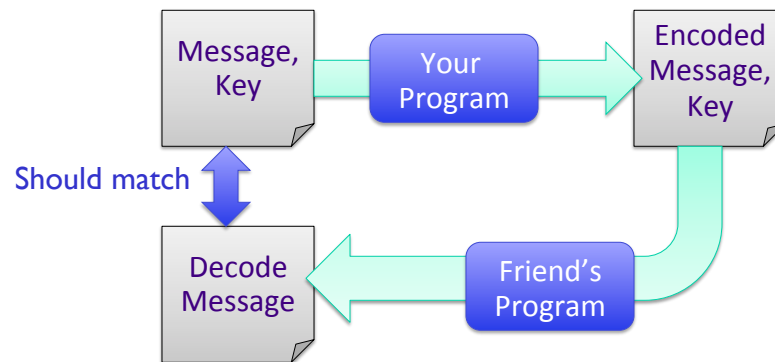 Message,
Key
Your
Program
Encoded
Message,
Key
Should match
Decode
Message
Friend's
Program